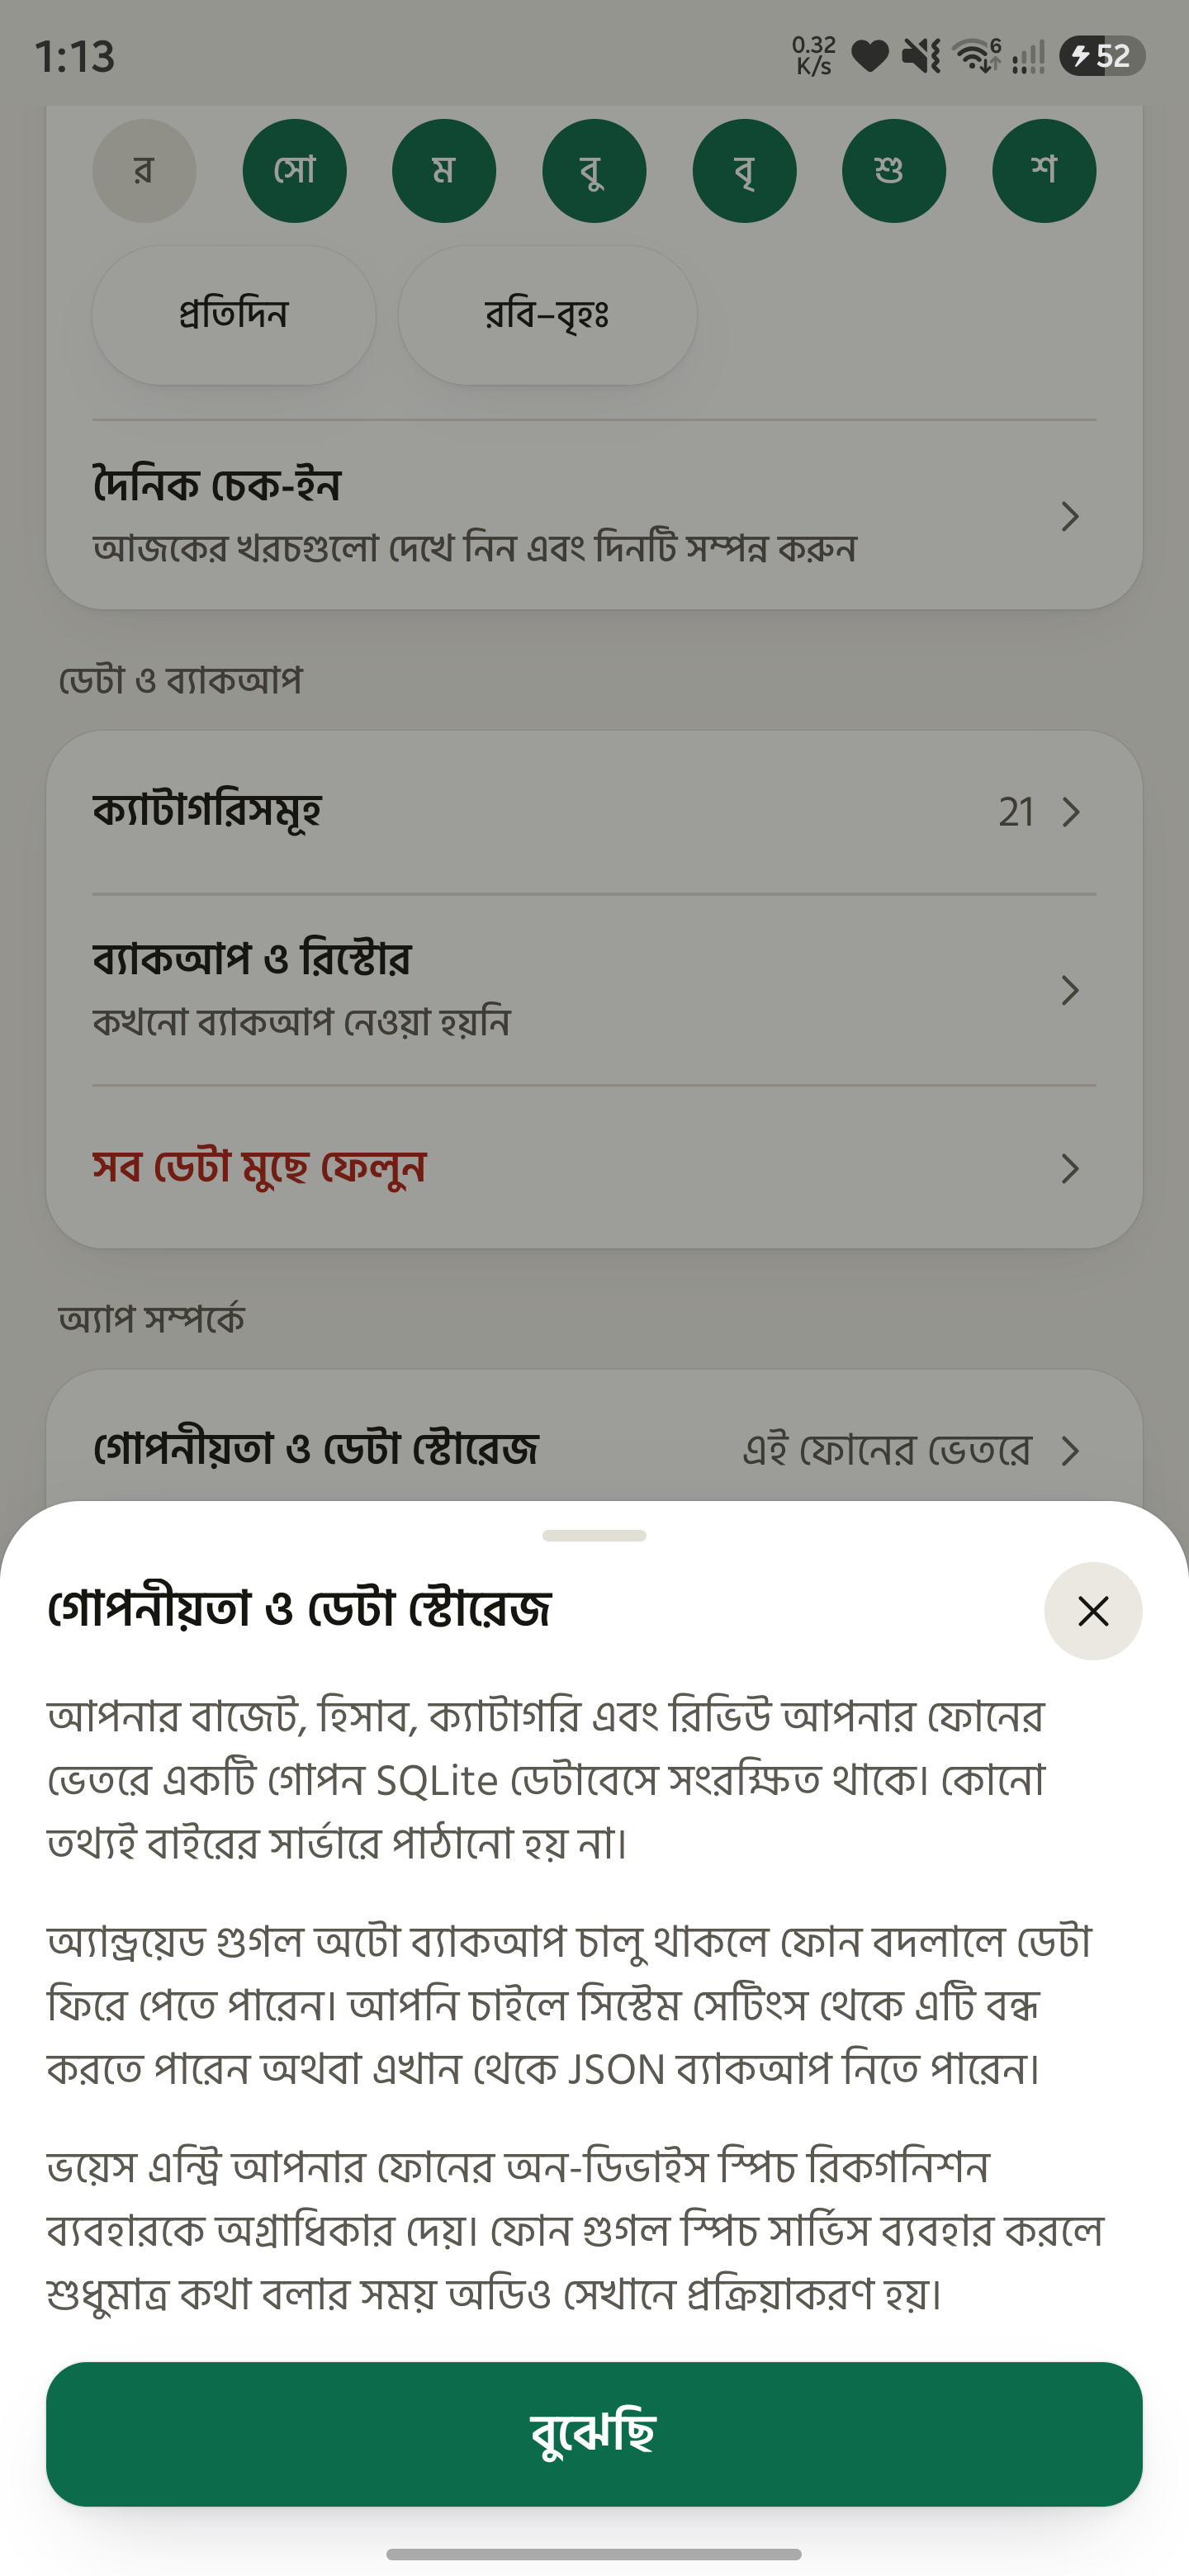 1:13
0.32 K/s
6
52
র সো ম বু বৃ শু শ
প্রতিদিন রবি–বৃহঃ
দৈনিক চেক-ইন
আজকের খরচগুলো দেখে নিন এবং দিনটি সম্পন্ন করুন
ডেটা ও ব্যাকআপ
ক্যাটাগরিসমূহ 21
ব্যাকআপ ও রিস্টোর
কখনো ব্যাকআপ নেওয়া হয়নি
সব ডেটা মুছে ফেলুন
অ্যাপ সম্পর্কে
গোপনীয়তা ও ডেটা স্টোরেজ এই ফোনের ভেতরে
গোপনীয়তা ও ডেটা স্টোরেজ
আপনার বাজেট, হিসাব, ক্যাটাগরি এবং রিভিউ আপনার ফোনের
ভেতরে একটি গোপন SQLite ডেটাবেসে সংরক্ষিত থাকে। কোনো
তথ্যই বাইরের সার্ভারে পাঠানো হয় না।
অ্যান্ড্রয়েড গুগল অটো ব্যাকআপ চালু থাকলে ফোন বদলালে ডেটা
ফিরে পেতে পারেন। আপনি চাইলে সিস্টেম সেটিংস থেকে এটি বন্ধ
করতে পারেন অথবা এখান থেকে JSON ব্যাকআপ নিতে পারেন।
ভয়েস এন্ট্রি আপনার ফোনের অন-ডিভাইস স্পিচ রিকগনিশন
ব্যবহারকে অগ্রাধিকার দেয়। ফোন গুগল স্পিচ সার্ভিস ব্যবহার করলে
শুধুমাত্র কথা বলার সময় অডিও সেখানে প্রক্রিয়াকরণ হয়।
বুঝেছি